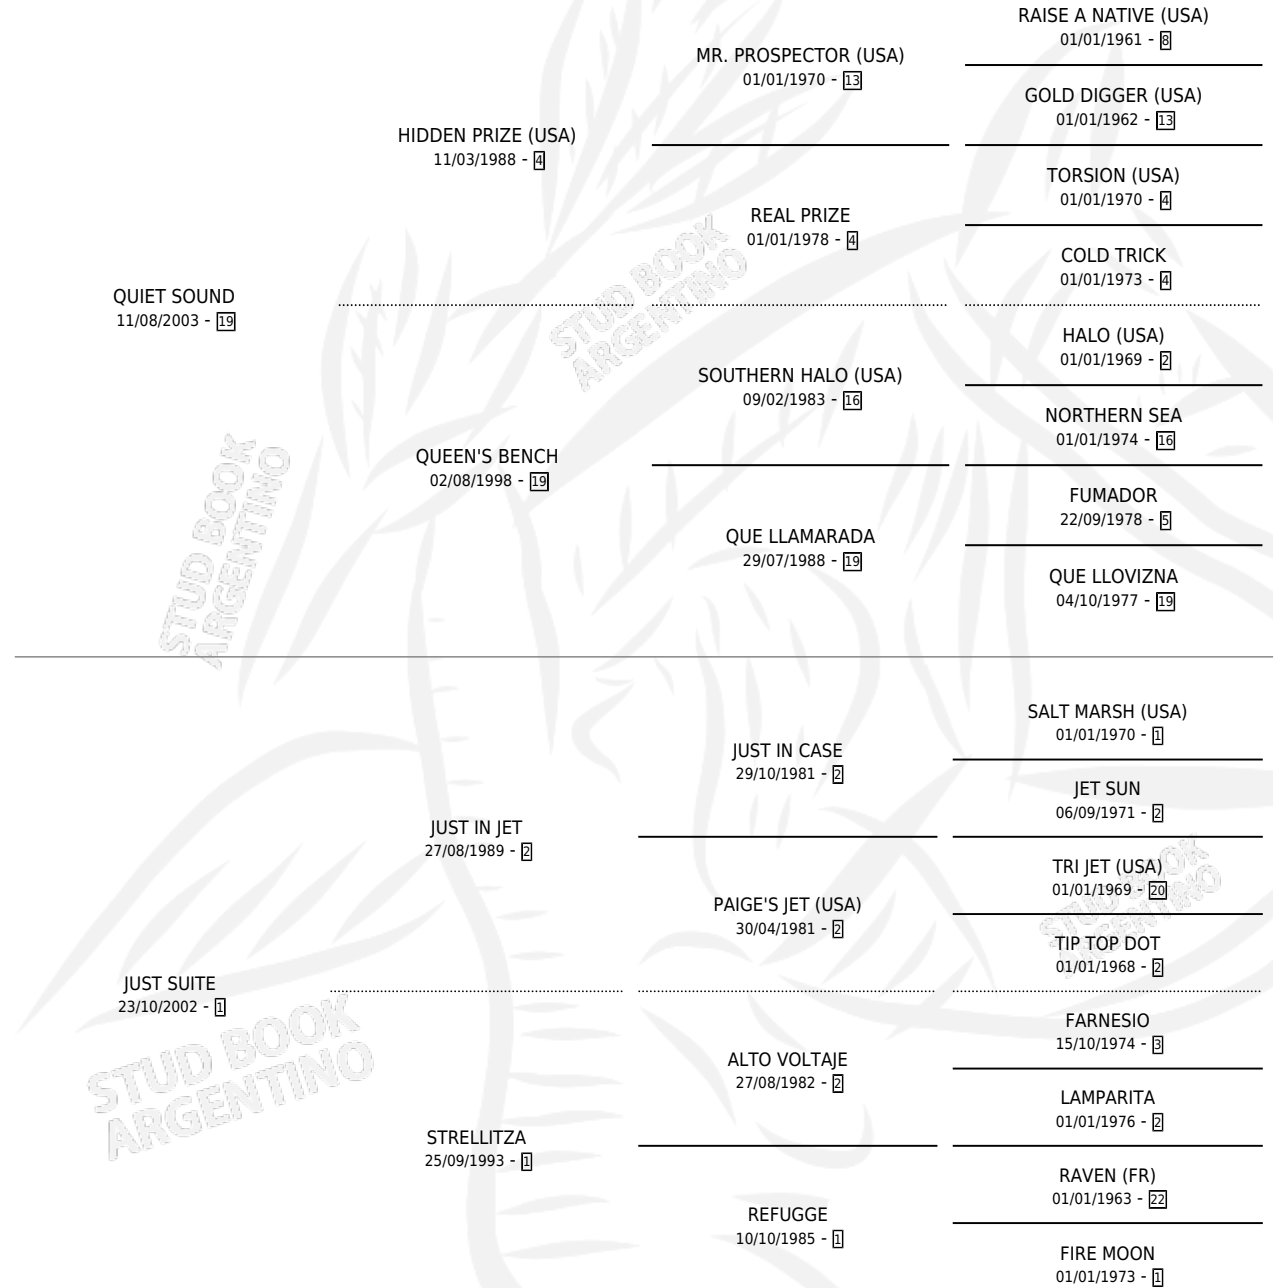 RAISE A NATIVE (USA)
01/01/1961 - 8
MR. PROSPECTOR (USA)
01/01/1970 - 13
GOLD DIGGER (USA)
01/01/1962 - 13
HIDDEN PRIZE (USA)
11/03/1988 - 4
TORSION (USA)
01/01/1970 - 4
REAL PRIZE
01/01/1978 - 4
COLD TRICK
01/01/1973 - 4
QUIET SOUND
11/08/2003 - 19
HALO (USA)
01/01/1969 - 2
SOUTHERN HALO (USA)
09/02/1983 - 16
NORTHERN SEA
01/01/1974 - 16
QUEEN'S BENCH
02/08/1998 - 19
FUMADOR
22/09/1978 - 5
QUE LLAMARADA
29/07/1988 - 19
QUE LLOVIZNA
04/10/1977 - 19
SALT MARSH (USA)
01/01/1970 - 1
JUST IN CASE
29/10/1981 - 2
JET SUN
06/09/1971 - 2
JUST IN JET
27/08/1989 - 2
TRI JET (USA)
01/01/1969 - 20
PAIGE'S JET (USA)
30/04/1981 - 2
TIP TOP DOT
01/01/1968 - 2
JUST SUITE
23/10/2002 - 1
FARNESIO
15/10/1974 - 3
ALTO VOLTAJE
27/08/1982 - 2
LAMPARITA
01/01/1976 - 2
STRELLITZA
25/09/1993 - 1
RAVEN (FR)
01/01/1963 - 22
REFUGGE
10/10/1985 - 1
FIRE MOON
01/01/1973 - 1
STUD BOOK
ARGENTINO
STUD BOOK
ARGENTINO
STUD BOOK
ARGENTINO
STUD BOOK
ARGENTINO